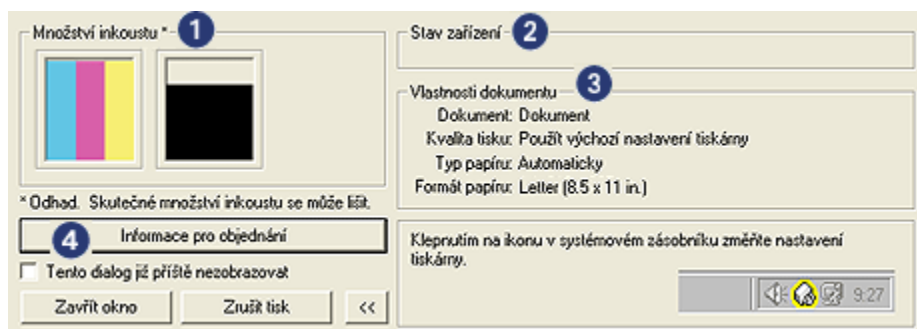 Množství inkoustu *
1
* Odhad. Skutečné množství inkoustu se může lišit.
Informace pro objednání
4
Tento dialog již příště nezobrazovat
Zavřít okno
Zrušit tisk
<<
Stav zařízení
2
Vlastnosti dokumentu
3
Dokument: Dokument
Kvalita tisku: Použít výchozí nastavení tiskárny
Typ papíru: Automaticky
Formát papíru: Letter (8.5 x 11 in.)
Klepnutím na ikonu v systémovém zásobníku změňte nastavení
tiskárny.
9:27